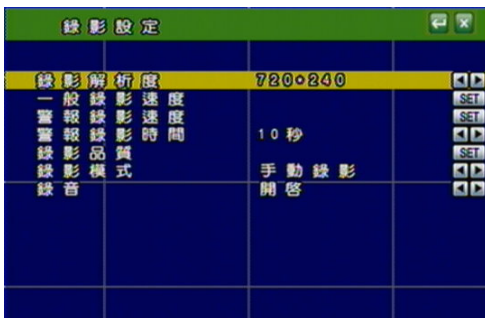 錄影設定
錄影解析度 720*240
一般錄影速度 SET
警報錄影速度 SET
警報錄影時間 10秒
錄影品質 SET
錄影模式 手動錄影
錄音 開啓